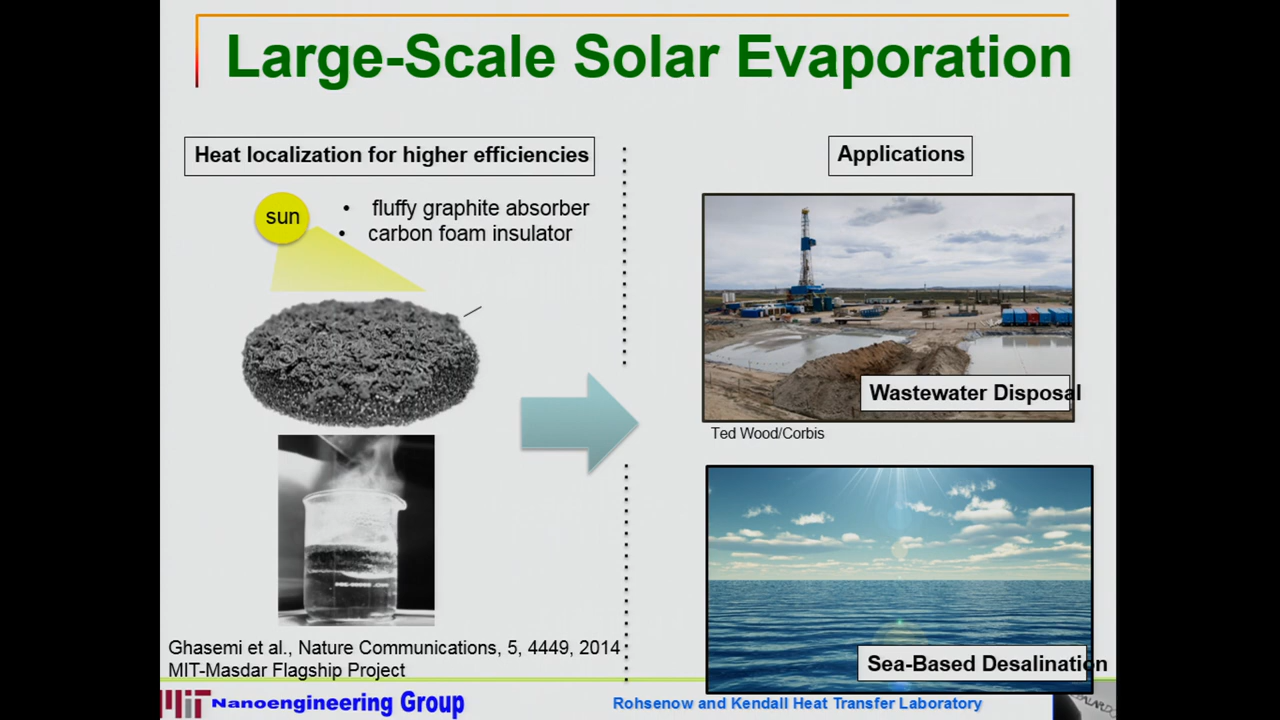 Large-Scale Solar Evaporation
Heat localization for higher efficiencies
sun
• fluffy graphite absorber
• carbon foam insulator
Ghasemi et al., Nature Communications, 5, 4449, 2014
MIT-Masdar Flagship Project
Applications
Wastewater Disposal
Ted Wood/Corbis
Sea-Based Desalination
MIT Nanoengineering Group
Rohsenow and Kendall Heat Transfer Laboratory